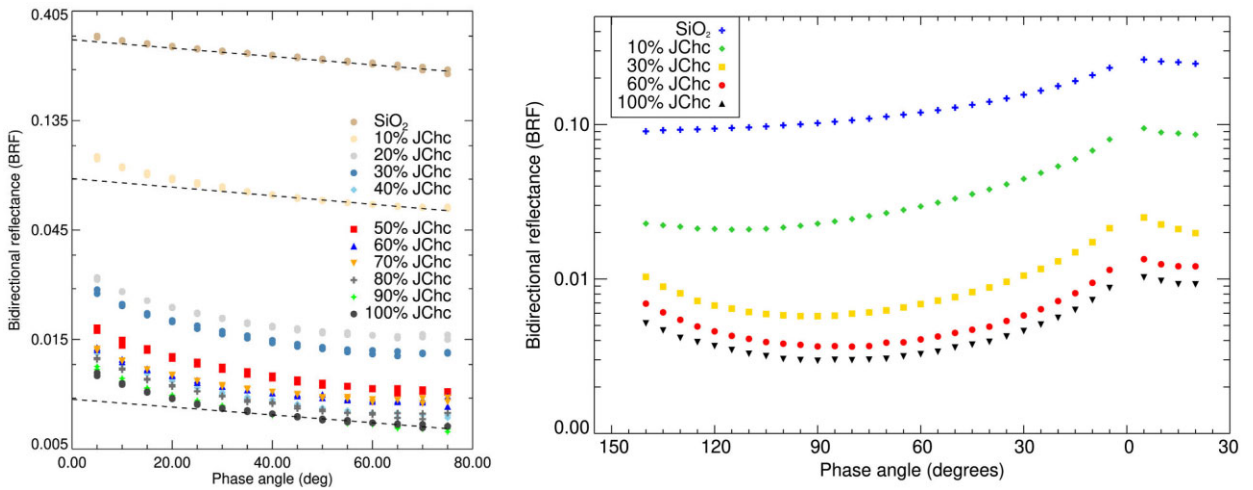 0.405
0.135
0.045
0.015
0.005
Bidirectional reflectance (BRF)
SiO₂
10% JChc
20% JChc
30% JChc
40% JChc
50% JChc
60% JChc
70% JChc
80% JChc
90% JChc
100% JChc
0.00 20.00 40.00 60.00 80.00
Phase angle (deg)
SiO₂
10% JChc
30% JChc
60% JChc
100% JChc
0.10
0.01
0.00
Bidirectional reflectance (BRF)
150 120 90 60 30 0 30
Phase angle (degrees)